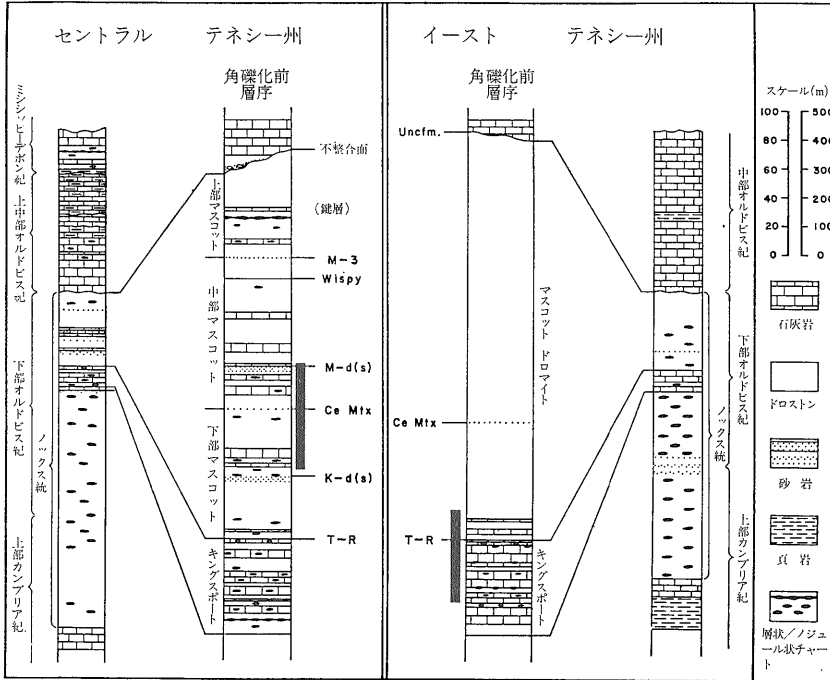 セントラル　テネシー州
角礫化前
層序
ミシシッピーデボン紀
上中部オルドビス紀
下部オルドビス紀
上部カンブリア紀
ノックス統
上部マスコット
中部マスコット
下部マスコット
キングスポート
不整合面
(鍵層)
M-3
Wispy
M-d(s)
Ce Mtx
K-d(s)
T-R
イースト　テネシー州
角礫化前
層序
Uncfm.
Ce Mtx
T-R
マスコット ドロマイト
キングスポート
中部オルドビス紀
下部オルドビス紀
上部カンブリア紀
ノックス統
スケール(m)
100 500
80 400
60 300
40 200
20 100
0 0
石灰岩
ドロストン
砂岩
頁岩
層状/ノジュ
ール状チャー
ト